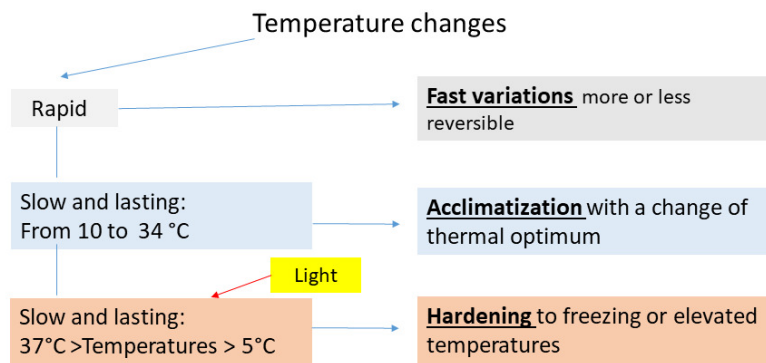 Temperature changes
Rapid
Fast variations more or less
reversible
Slow and lasting:
From 10 to 34 °C
Acclimatization with a change of
thermal optimum
Light
Slow and lasting:
37°C >Temperatures > 5°C
Hardening to freezing or elevated
temperatures